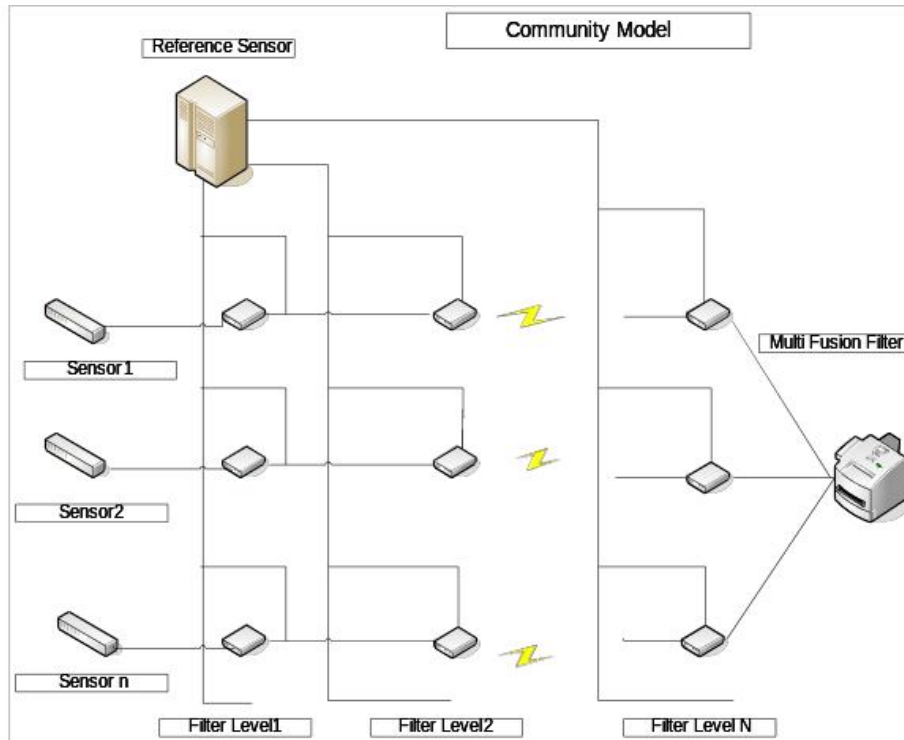 Community Model
Reference Sensor
Sensor1
Multi Fusion Filter
Sensor2
Sensor n
Filter Level1
Filter Level2
Filter Level N